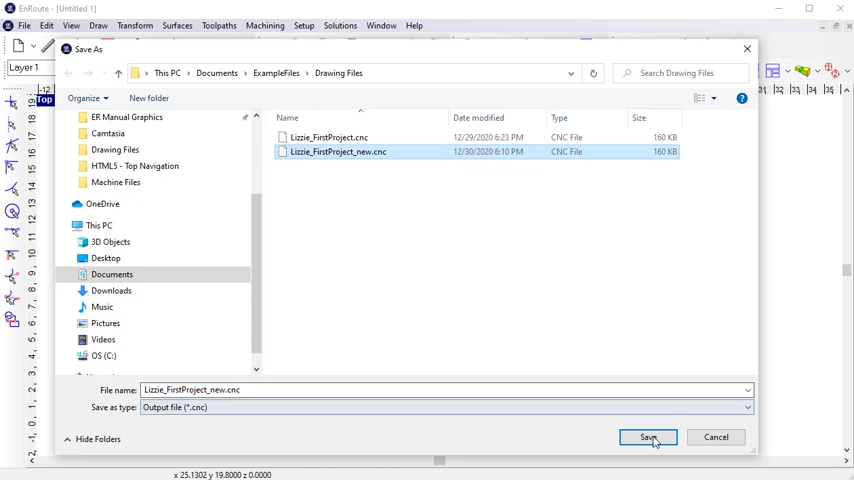 EnRoute - [Untitled 1]
File Edit View Draw Transform Surfaces Toolpaths Machining Setup Solutions Window Help
Layer 1
Save As
This PC > Documents > ExampleFiles > Drawing Files
Search Drawing Files
Organize New folder
ER Manual Graphics
Camtasia
Drawing Files
HTML5 - Top Navigation
Machine Files
OneDrive
This PC
3D Objects
Desktop
Documents
Downloads
Music
Pictures
Videos
OS (C:)
Name Date modified Type Size
Lizzie_FirstProject.cnc 12/29/2020 6:23 PM CNC File 160 KB
Lizzie_FirstProject_new.cnc 12/30/2020 6:10 PM CNC File 160 KB
File name: Lizzie_FirstProject_new.cnc
Save as type: Output file (*.cnc)
Hide Folders
Save Cancel
Top
x 25.1302 y 19.8000 z 0.0000